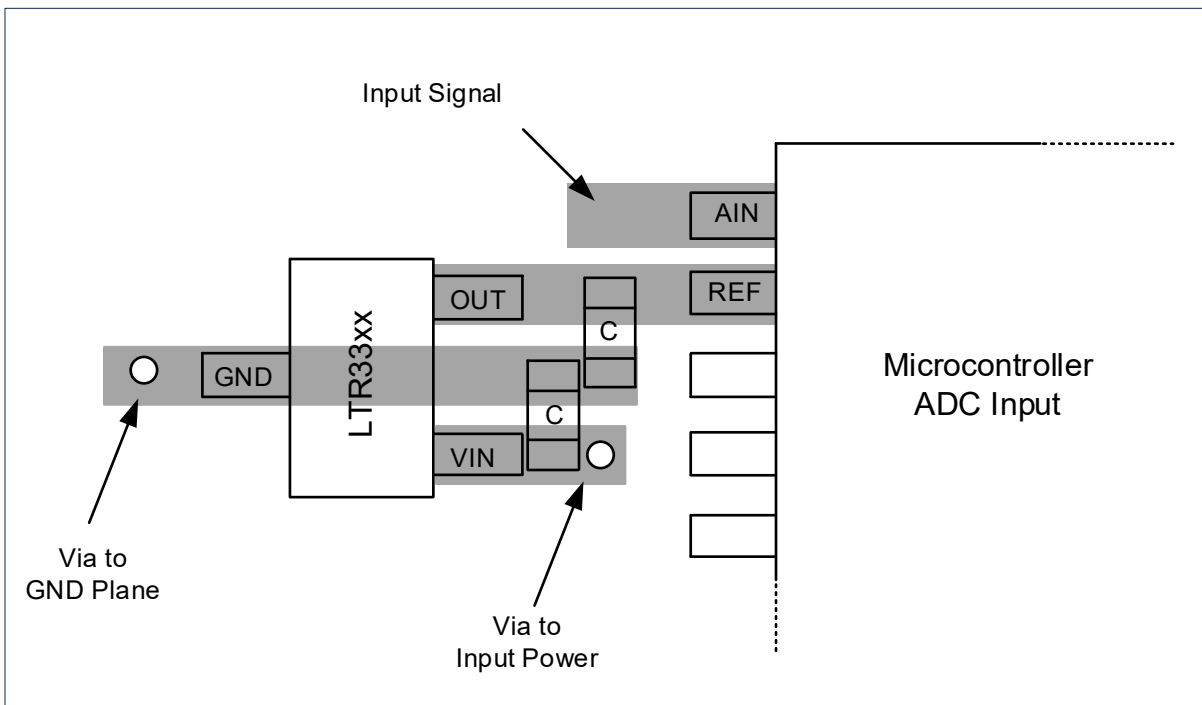 Input Signal
AIN
OUT
REF
C
LTR33xx
GND
Microcontroller
ADC Input
C
VIN
Via to
GND Plane
Via to
Input Power